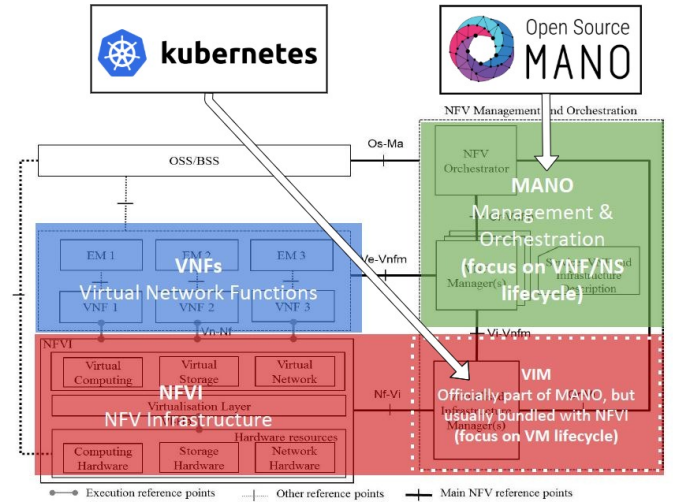 kubernetes
Open Source
MANO
NFV Management and Orchestration
Os-Ma
OSS/BSS
NFV
Orchestrator
MANO
Management &
Orchestration
(focus on VNF/NS
lifecycle)
EM 1
EM 2
EM 3
VNFs
Virtual Network Functions
Ve-Vnfm
Manager(s)
Infrastructure
Description
VNF 1
VNF 2
VNF 3
Vn-Nf
Vi-Vnfm
NFVI
Virtual
Computing
Virtual
Storage
Virtual
Network
NFVI
NFV Infrastructure
Virtualisation Layer
Nf-Vi
VIM
Officially part of MANO, but
usually bundled with NFVI
(focus on VM lifecycle)
Infrastructure
Manager(s)
Hardware resources
Computing
Hardware
Storage
Hardware
Network
Hardware
Execution reference points
Other reference points
Main NFV reference points